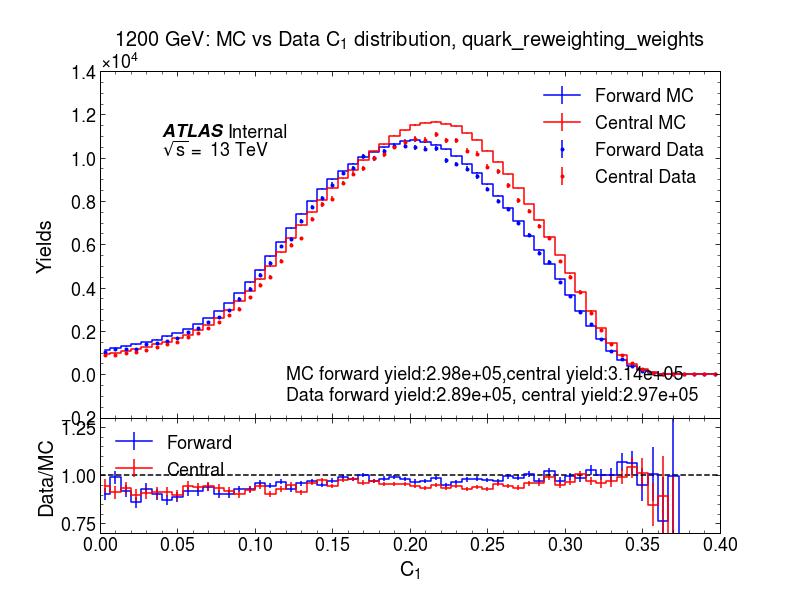 1200 GeV: MC vs Data C₁ distribution, quark_reweighting_weights
×10⁴
1.4
1.2
1.0
0.8
0.6
0.4
0.2
0.0
0.2
Yields
ATLAS Internal
√s = 13 TeV
Forward MC
Central MC
Forward Data
Central Data
MC forward yield:2.98e+05,central yield:3.14e+05
Data forward yield:2.89e+05, central yield:2.97e+05
1.25
1.00
0.75
Data/MC
Forward
Central
0.00 0.05 0.10 0.15 0.20 0.25 0.30 0.35 0.40
C₁